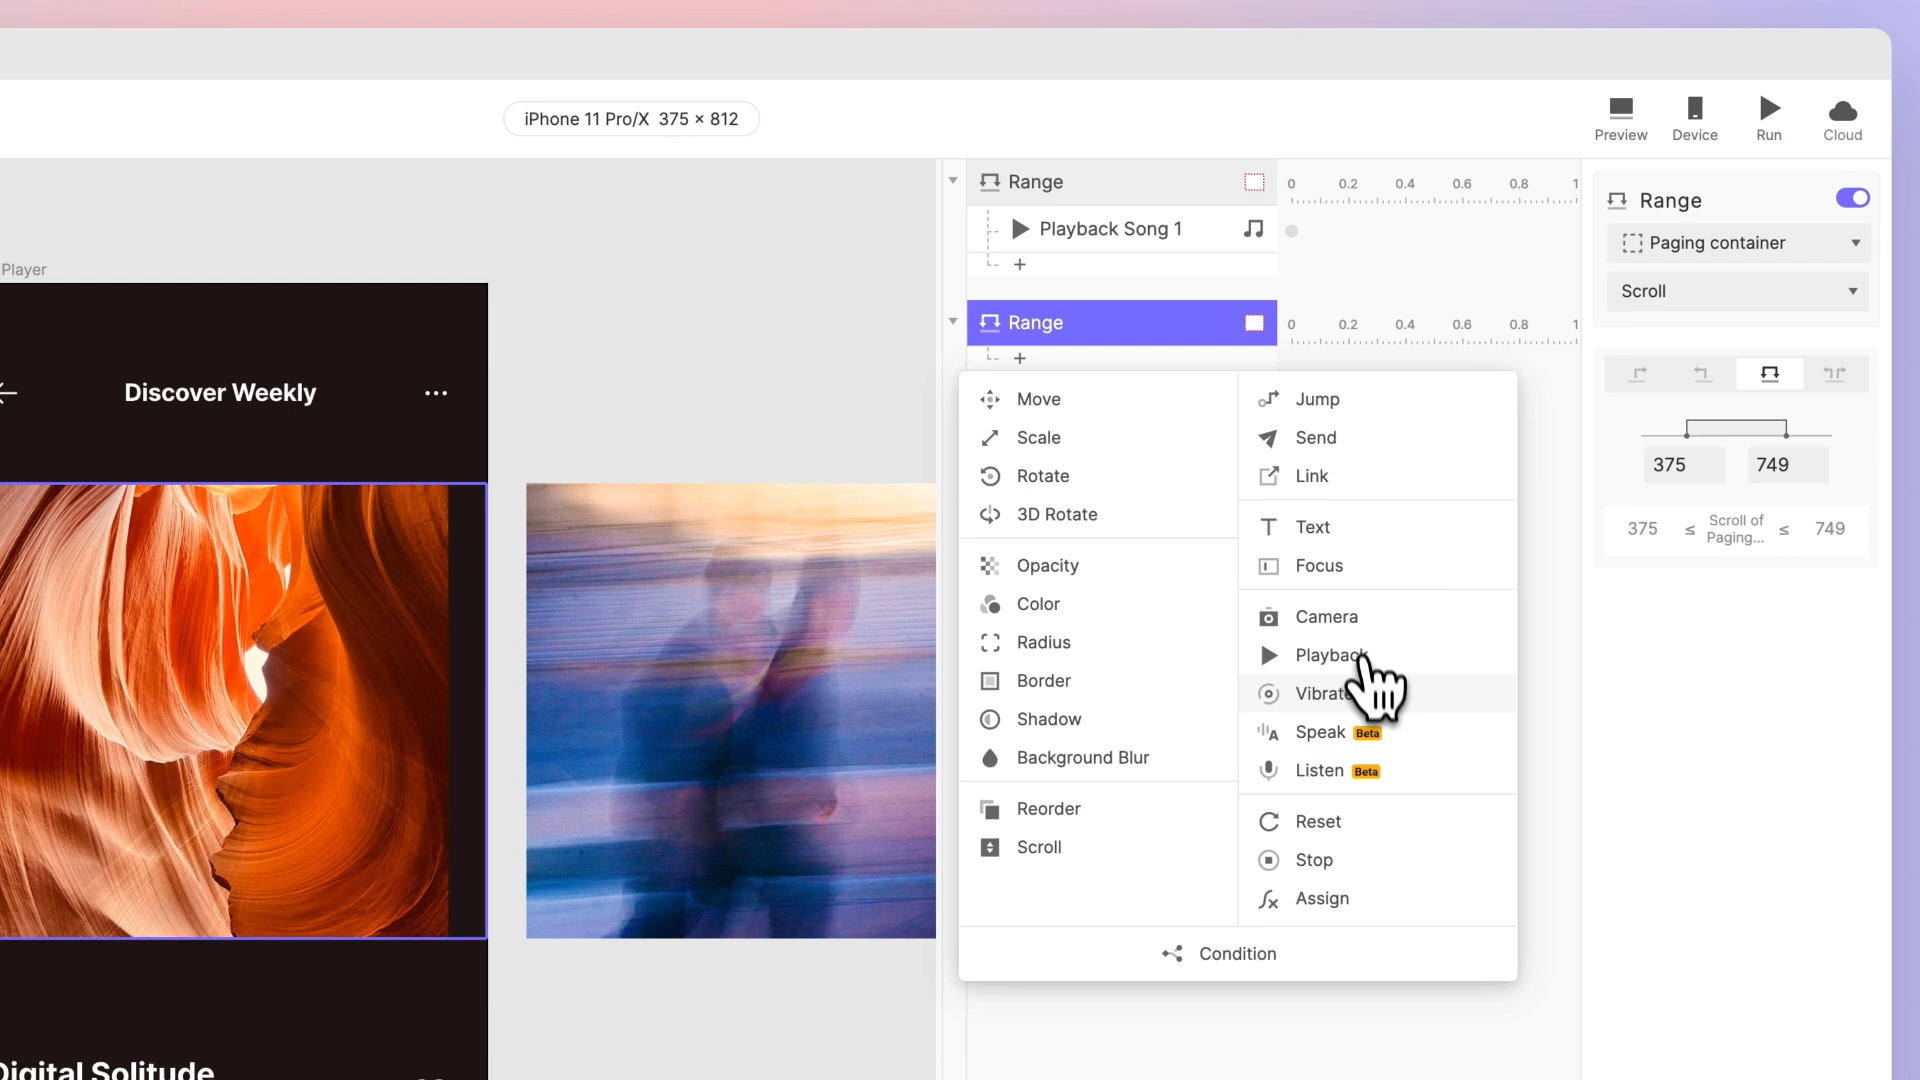 iPhone 11 Pro/X 375 × 812
Preview
Device
Run
Cloud
Player
Discover Weekly
Digital Solitude
Range
0 0.2 0.4 0.6 0.8 1
Playback Song 1
+
Range
0 0.2 0.4 0.6 0.8 1
+
Move
Scale
Rotate
3D Rotate
Opacity
Color
Radius
Border
Shadow
Background Blur
Reorder
Scroll
Jump
Send
Link
Text
Focus
Camera
Playback
Vibrate
Speak Beta
Listen Beta
Reset
Stop
Assign
Condition
Range
Paging container
Scroll
375 749
375 ≤ Scroll of Paging... ≤ 749